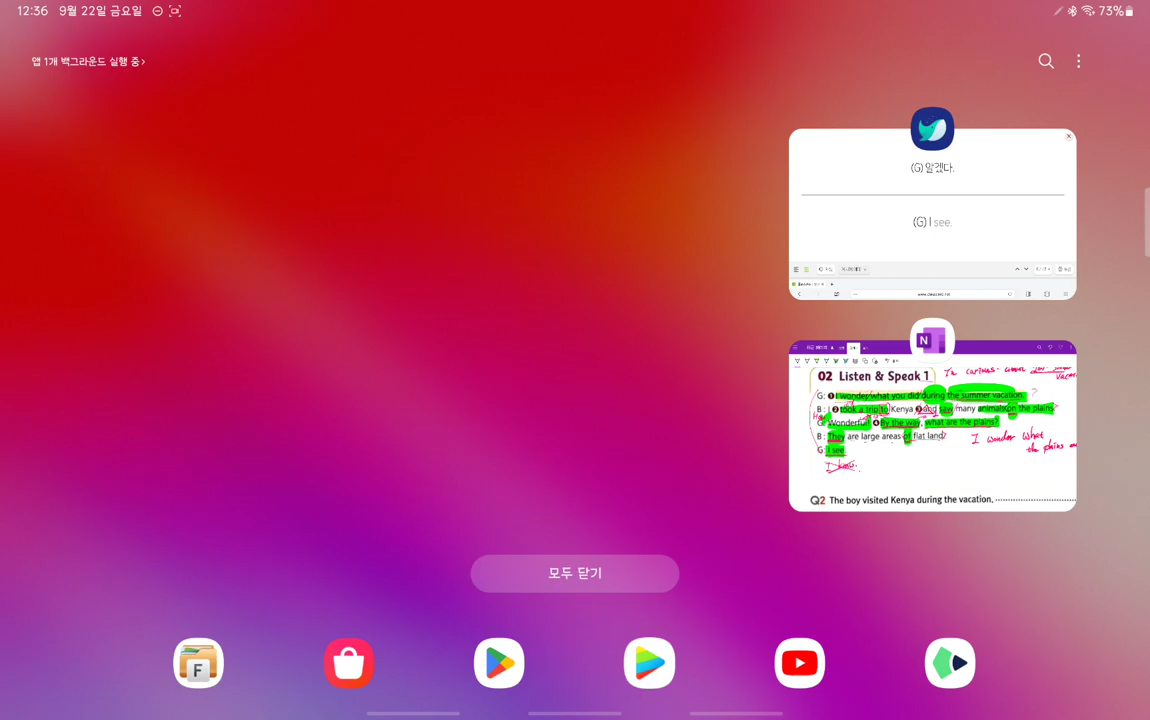 12:36 9월 22일 금요일
73%
앱 1개 백그라운드 실행 중 >
(G) 알겠다.
(G) I see.
N
02 Listen & Speak 1
G: ❶ I wonder what you did during the summer vacation.
B: I ❷ took a trip to Kenya ❸ and saw many animals on the plains.
G: Wonderful! ❹ By the way, what are the plains?
B: They are large areas of flat land.
I wonder what
the plains
G: I see.
I know.
Q2 The boy visited Kenya during the vacation.
모두 닫기
F